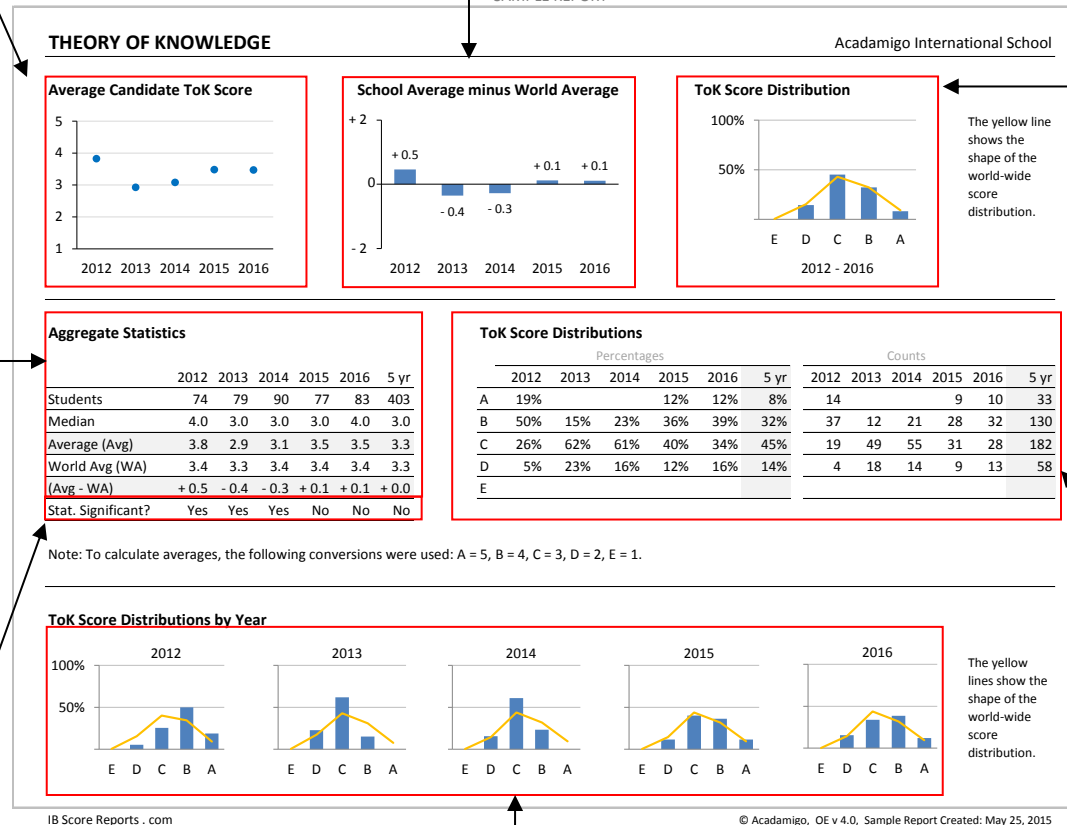 THEORY OF KNOWLEDGE Acadamigo International School
Average Candidate ToK Score
5
4
3
2
1
2012 2013 2014 2015 2016
School Average minus World Average
+ 2
0
- 2
+ 0.5
- 0.4
- 0.3
+ 0.1
+ 0.1
2012 2013 2014 2015 2016
ToK Score Distribution
100%
50%
E D C B A
2012 - 2016
The yellow line
shows the
shape of the
world-wide
score
distribution.
Aggregate Statistics
2012 2013 2014 2015 2016 5 yr
Students 74 79 90 77 83 403
Median 4.0 3.0 3.0 3.0 4.0 3.0
Average (Avg) 3.8 2.9 3.1 3.5 3.5 3.3
World Avg (WA) 3.4 3.3 3.4 3.4 3.4 3.3
(Avg - WA) + 0.5 - 0.4 - 0.3 + 0.1 + 0.1 + 0.0
Stat. Significant? Yes Yes Yes No No No
ToK Score Distributions
Percentages Counts
2012 2013 2014 2015 2016 5 yr 2012 2013 2014 2015 2016 5 yr
A 19% 12% 12% 8% 14 9 10 33
B 50% 15% 23% 36% 39% 32% 37 12 21 28 32 130
C 26% 62% 61% 40% 34% 45% 19 49 55 31 28 182
D 5% 23% 16% 12% 16% 14% 4 18 14 9 13 58
E
Note: To calculate averages, the following conversions were used: A = 5, B = 4, C = 3, D = 2, E = 1.
ToK Score Distributions by Year
2012 2013 2014 2015 2016
100%
50%
E D C B A E D C B A E D C B A E D C B A E D C B A
The yellow
lines show the
shape of the
world-wide
score
distribution.
IB Score Reports . com © Acadamigo, OE v 4.0, Sample Report Created: May 25, 2015